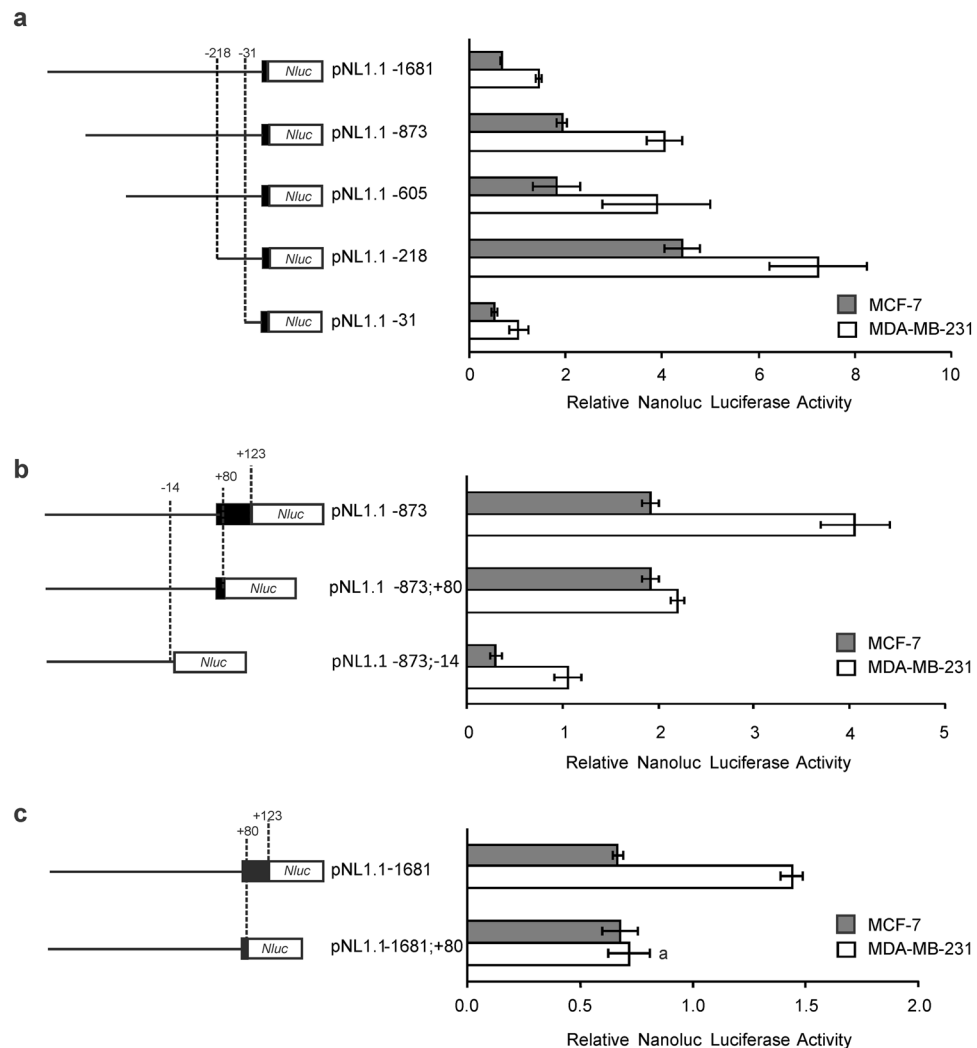 a
-218 -31
Nluc pNL1.1 -1681
Nluc pNL1.1 -873
Nluc pNL1.1 -605
Nluc pNL1.1 -218
Nluc pNL1.1 -31
MCF-7
MDA-MB-231
0 2 4 6 8 10
Relative Nanoluc Luciferase Activity
b
+123
+80
-14
Nluc pNL1.1 -873
Nluc pNL1.1 -873;+80
Nluc pNL1.1 -873;-14
MCF-7
MDA-MB-231
0 1 2 3 4 5
Relative Nanoluc Luciferase Activity
c
+123
+80
Nluc pNL1.1-1681
Nluc pNL1.1-1681;+80
a
MCF-7
MDA-MB-231
0.0 0.5 1.0 1.5 2.0
Relative Nanoluc Luciferase Activity